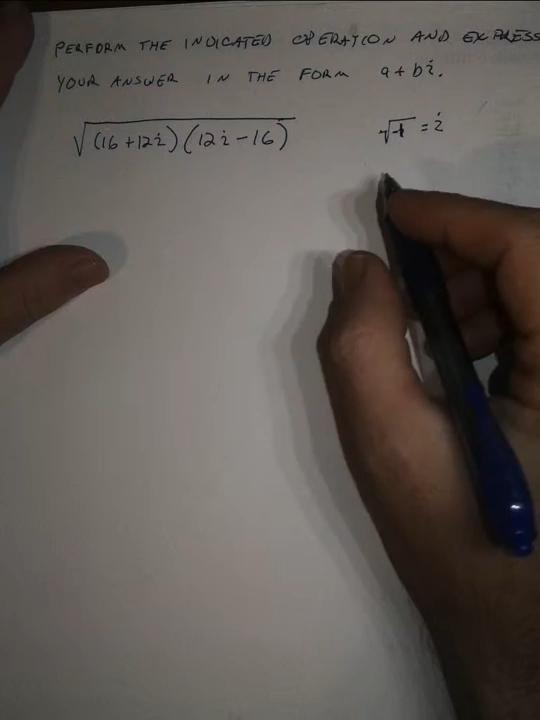 PERFORM THE INDICATED OPERATION AND EXPRESS
YOUR ANSWER IN THE FORM a + bi.
√(16+12i)(12i-16) √-1 = i